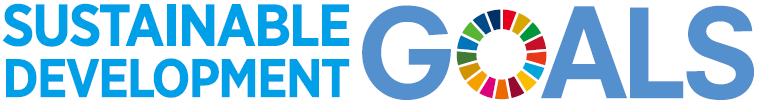 SUSTAINABLE
DEVELOPMENT
GOALS